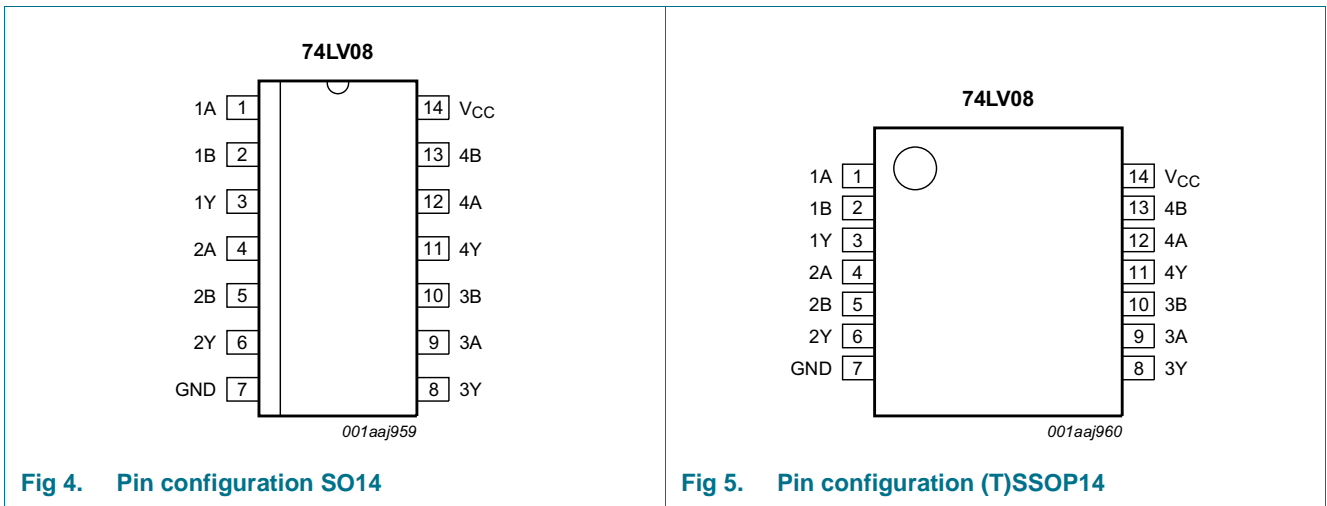 74LV08
1A 1 14 VCC
1B 2 13 4B
1Y 3 12 4A
2A 4 11 4Y
2B 5 10 3B
2Y 6 9 3A
GND 7 8 3Y
001aaj959
Fig 4. Pin configuration SO14
74LV08
1A 1 14 VCC
1B 2 13 4B
1Y 3 12 4A
2A 4 11 4Y
2B 5 10 3B
2Y 6 9 3A
GND 7 8 3Y
001aaj960
Fig 5. Pin configuration (T)SSOP14